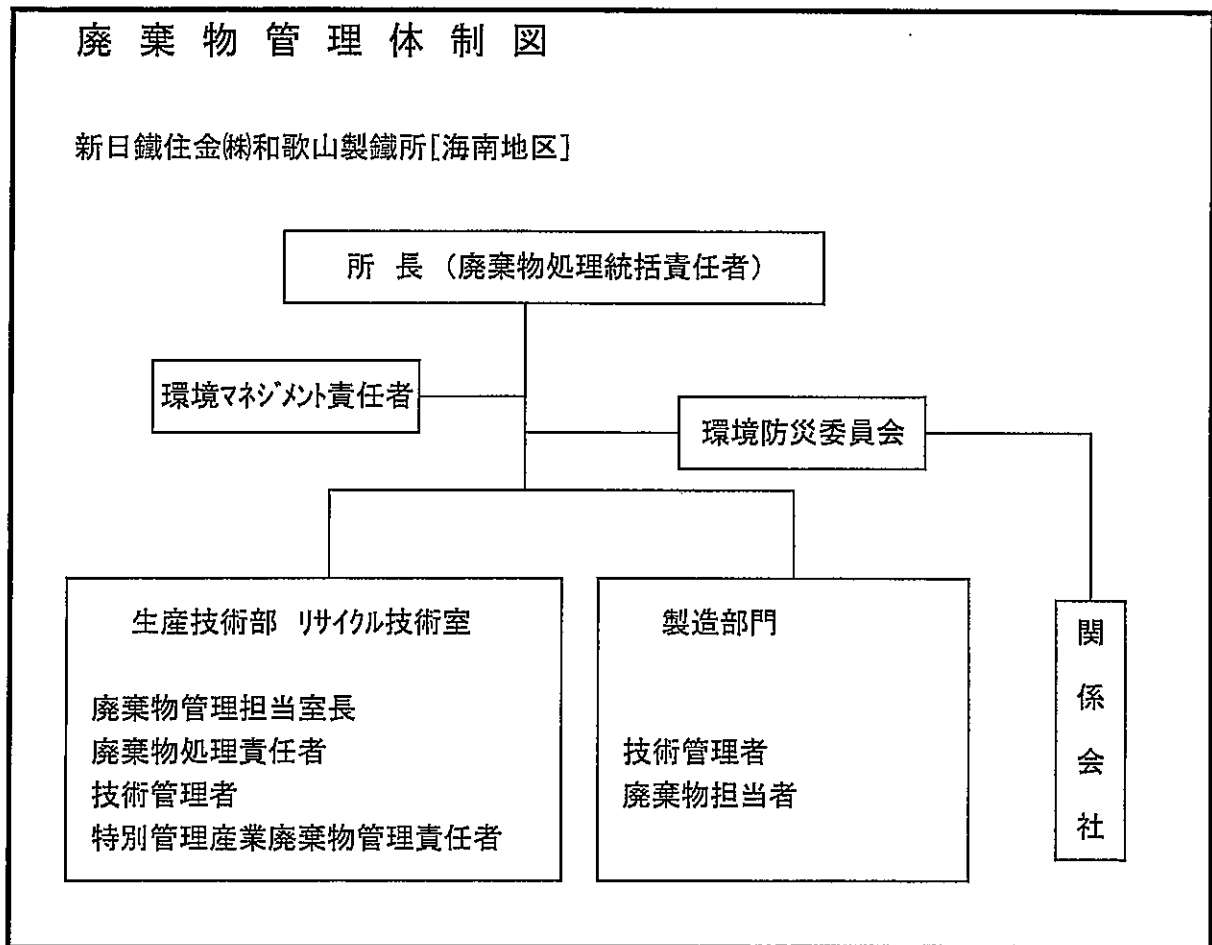 廃棄物管理体制図
新日鐵住金㈱和歌山製鐵所[海南地区]
所 長 （廃棄物処理統括責任者）
環境ﾏﾈｼﾞﾒﾝﾄ責任者
環境防災委員会
生産技術部 ﾘｻｲｸﾙ技術室
廃棄物管理担当室長
廃棄物処理責任者
技術管理者
特別管理産業廃棄物管理責任者
製造部門
技術管理者
廃棄物担当者
関係会社